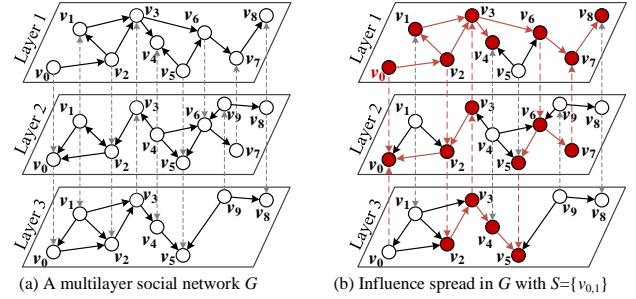 Layer 1
v1
v3
v6
v8
v4
v0
v2
v5
v7
Layer 2
v1
v3
v6
v9
v8
v4
v0
v2
v5
v7
Layer 3
v1
v3
v9
v4
v8
v0
v2
v5
(a) A multilayer social network G
Layer 1
v1
v3
v6
v8
v4
v0
v2
v5
v7
Layer 2
v1
v3
v6
v9
v8
v4
v0
v2
v5
v7
Layer 3
v1
v3
v9
v4
v8
v0
v2
v5
(b) Influence spread in G with S={v0,1}